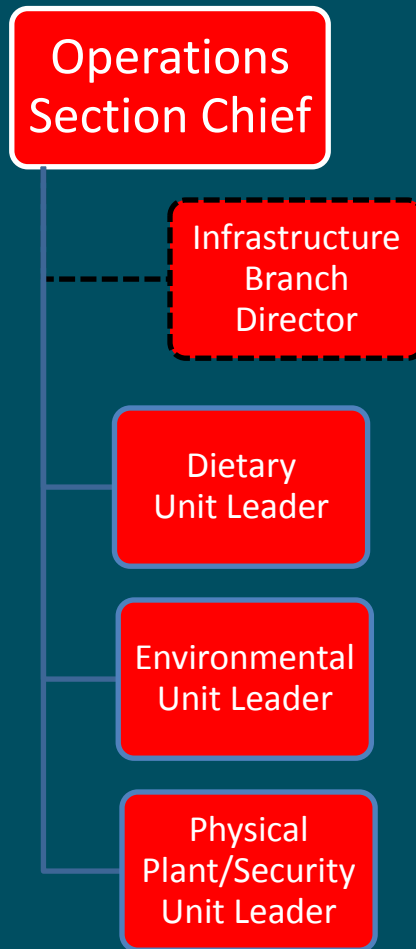 Operations
Section Chief
Infrastructure
Branch
Director
Dietary
Unit Leader
Environmental
Unit Leader
Physical
Plant/Security
Unit Leader